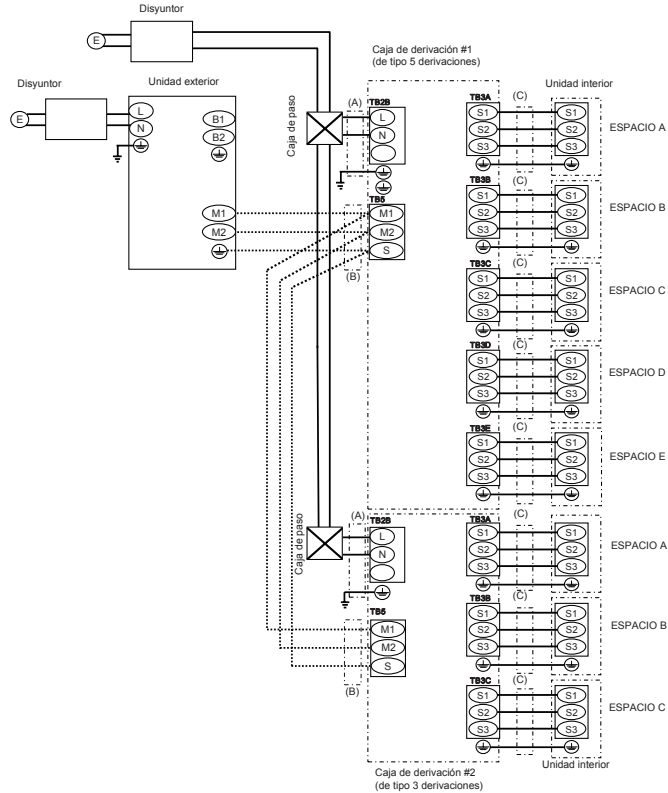 Disyuntor
E
Disyuntor
E
Unidad exterior
L
N
B1
B2
M1
M2
Caja de paso
(A)
TB2B
L
N
TB5
M1
M2
S
(B)
Caja de derivación #1
(de tipo 5 derivaciones)
Unidad interior
TB3A
(C)
S1
S2
S3
S1
S2
S3
ESPACIO A
TB3B
(C)
S1
S2
S3
S1
S2
S3
ESPACIO B
TB3C
(C)
S1
S2
S3
S1
S2
S3
ESPACIO C
TB3D
(C)
S1
S2
S3
S1
S2
S3
ESPACIO D
TB3E
(C)
S1
S2
S3
S1
S2
S3
ESPACIO E
Caja de paso
(A)
TB2B
L
N
TB5
M1
M2
S
(B)
TB3A
(C)
S1
S2
S3
S1
S2
S3
ESPACIO A
TB3B
(C)
S1
S2
S3
S1
S2
S3
ESPACIO B
TB3C
(C)
S1
S2
S3
S1
S2
S3
ESPACIO C
Unidad interior
Caja de derivación #2
(de tipo 3 derivaciones)